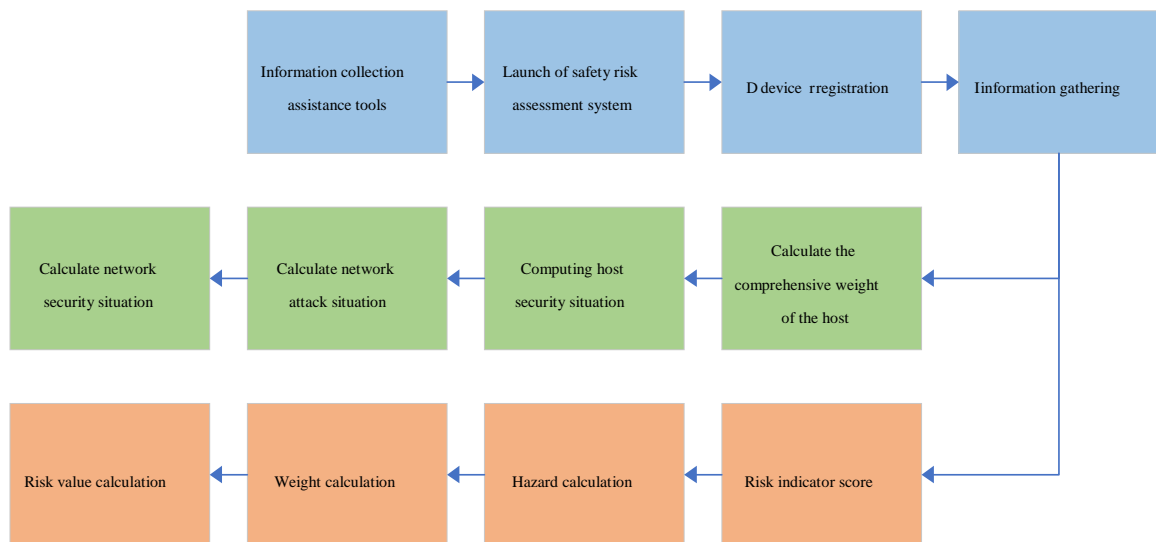 Information collection
assistance tools
Launch of safety risk
assessment system
D device rregistration
Iinformation gathering
Calculate network
security situation
Calculate network
attack situation
Computing host
security situation
Calculate the
comprehensive weight
of the host
Risk value calculation
Weight calculation
Hazard calculation
Risk indicator score